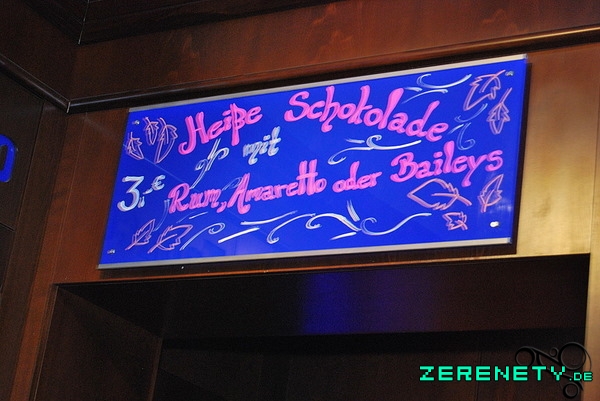 Heiße Schokolade
mit
3,-€
Rum, Amaretto oder Baileys
ZERENETY.DE